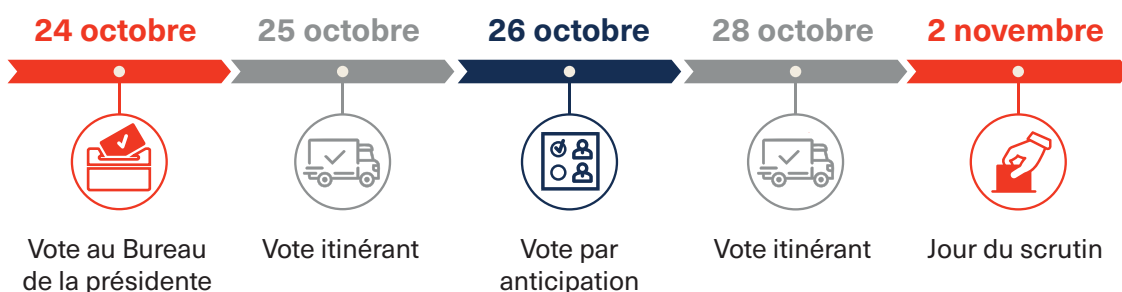 24 octobre
25 octobre
26 octobre
28 octobre
2 novembre
Vote au Bureau
de la présidente
Vote itinérant
Vote par
anticipation
Vote itinérant
Jour du scrutin